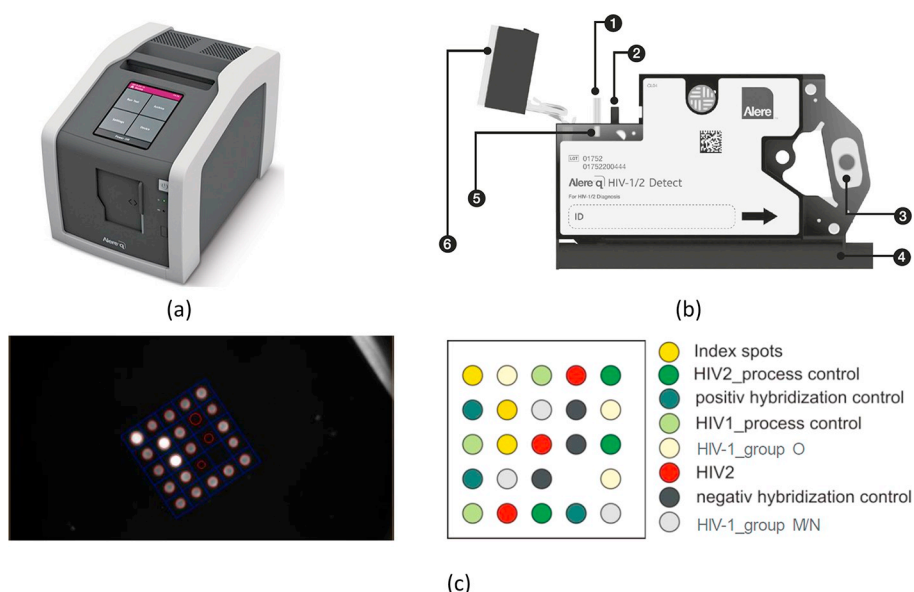 1
2
6
Alere
LOT 01752
01752200444
5
Alere q HIV-1/2 Detect
For HIV-1/2 Diagnosis
ID
3
4
Alere q
(a)
(b)
Index spots
HIV2_process control
positiv hybridization control
HIV1_process control
HIV-1_group O
HIV2
negativ hybridization control
HIV-1_group M/N
(c)